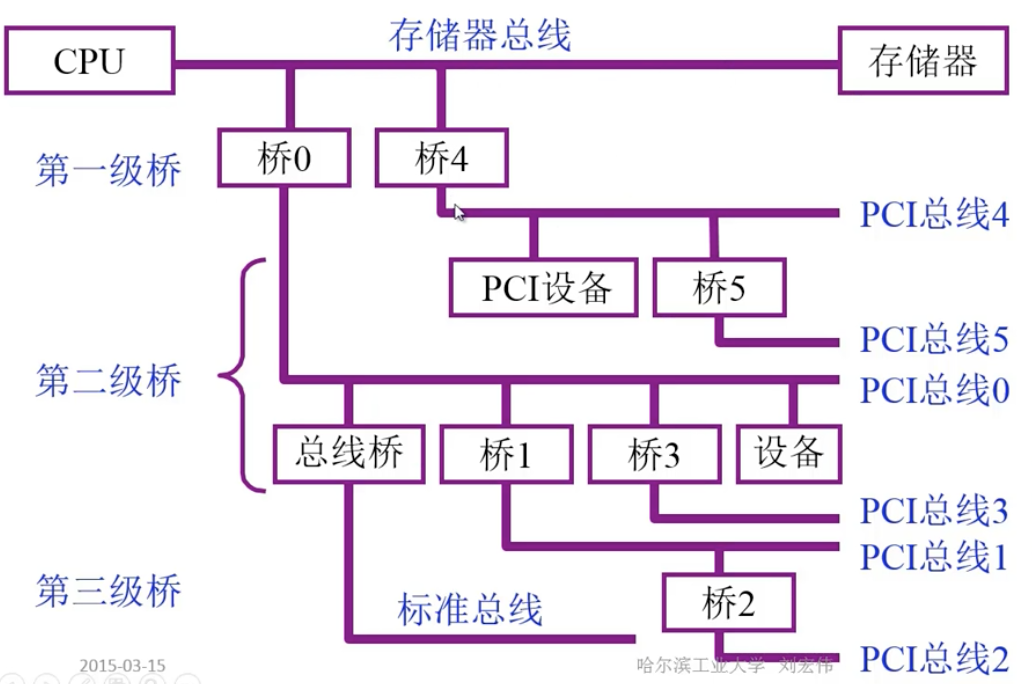 存储器总线
CPU
存储器
第一级桥
桥0
桥4
PCI总线4
PCI设备
桥5
PCI总线5
第二级桥
PCI总线0
总线桥
桥1
桥3
设备
PCI总线3
PCI总线1
第三级桥
标准总线
桥2
2015-03-15
哈尔滨工业大学 刘宏伟
PCI总线2